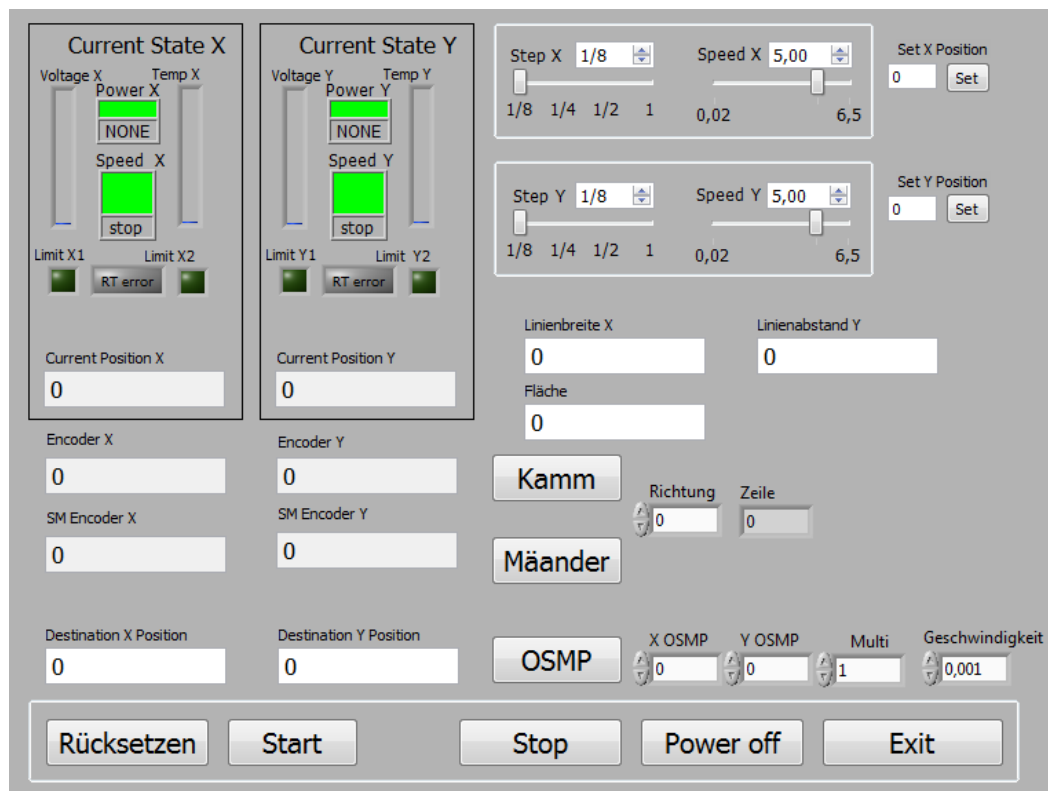 Current State X
Voltage X Temp X
Power X
NONE
Speed X
stop
Limit X1 Limit X2
RT error
Current Position X
0
Current State Y
Voltage Y Temp Y
Power Y
NONE
Speed Y
stop
Limit Y1 Limit Y2
RT error
Current Position Y
0
Step X 1/8 Speed X 5,00
1/8 1/4 1/2 1 0,02 6,5
Set X Position
0 Set
Step Y 1/8 Speed Y 5,00
1/8 1/4 1/2 1 0,02 6,5
Set Y Position
0 Set
Linienbreite X Linienabstand Y
0 0
Fläche
0
Encoder X Encoder Y
0 0
SM Encoder X SM Encoder Y
0 0
Kamm
Richtung Zeile
0 0
Mäander
Destination X Position Destination Y Position
0 0
OSMP
X OSMP Y OSMP Multi Geschwindigkeit
0 0 1 0,001
Rücksetzen Start Stop Power off Exit